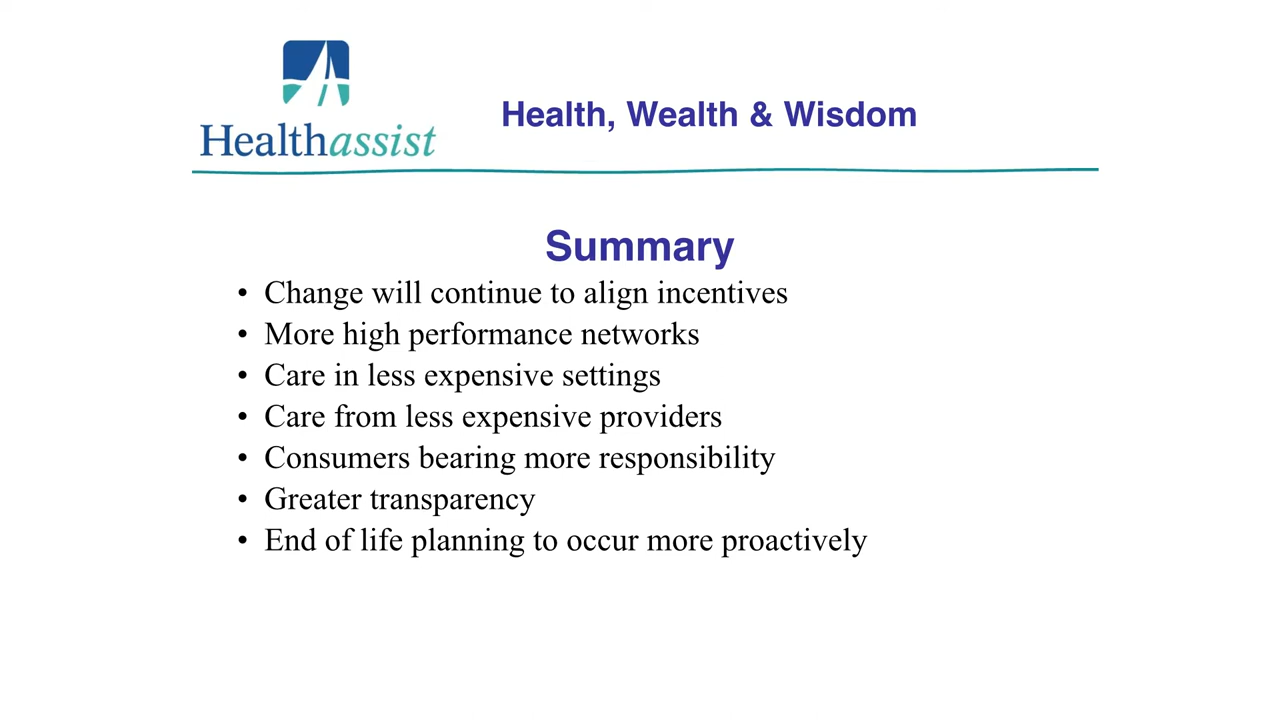 Healthassist
Health, Wealth & Wisdom
Summary
• Change will continue to align incentives
• More high performance networks
• Care in less expensive settings
• Care from less expensive providers
• Consumers bearing more responsibility
• Greater transparency
• End of life planning to occur more proactively